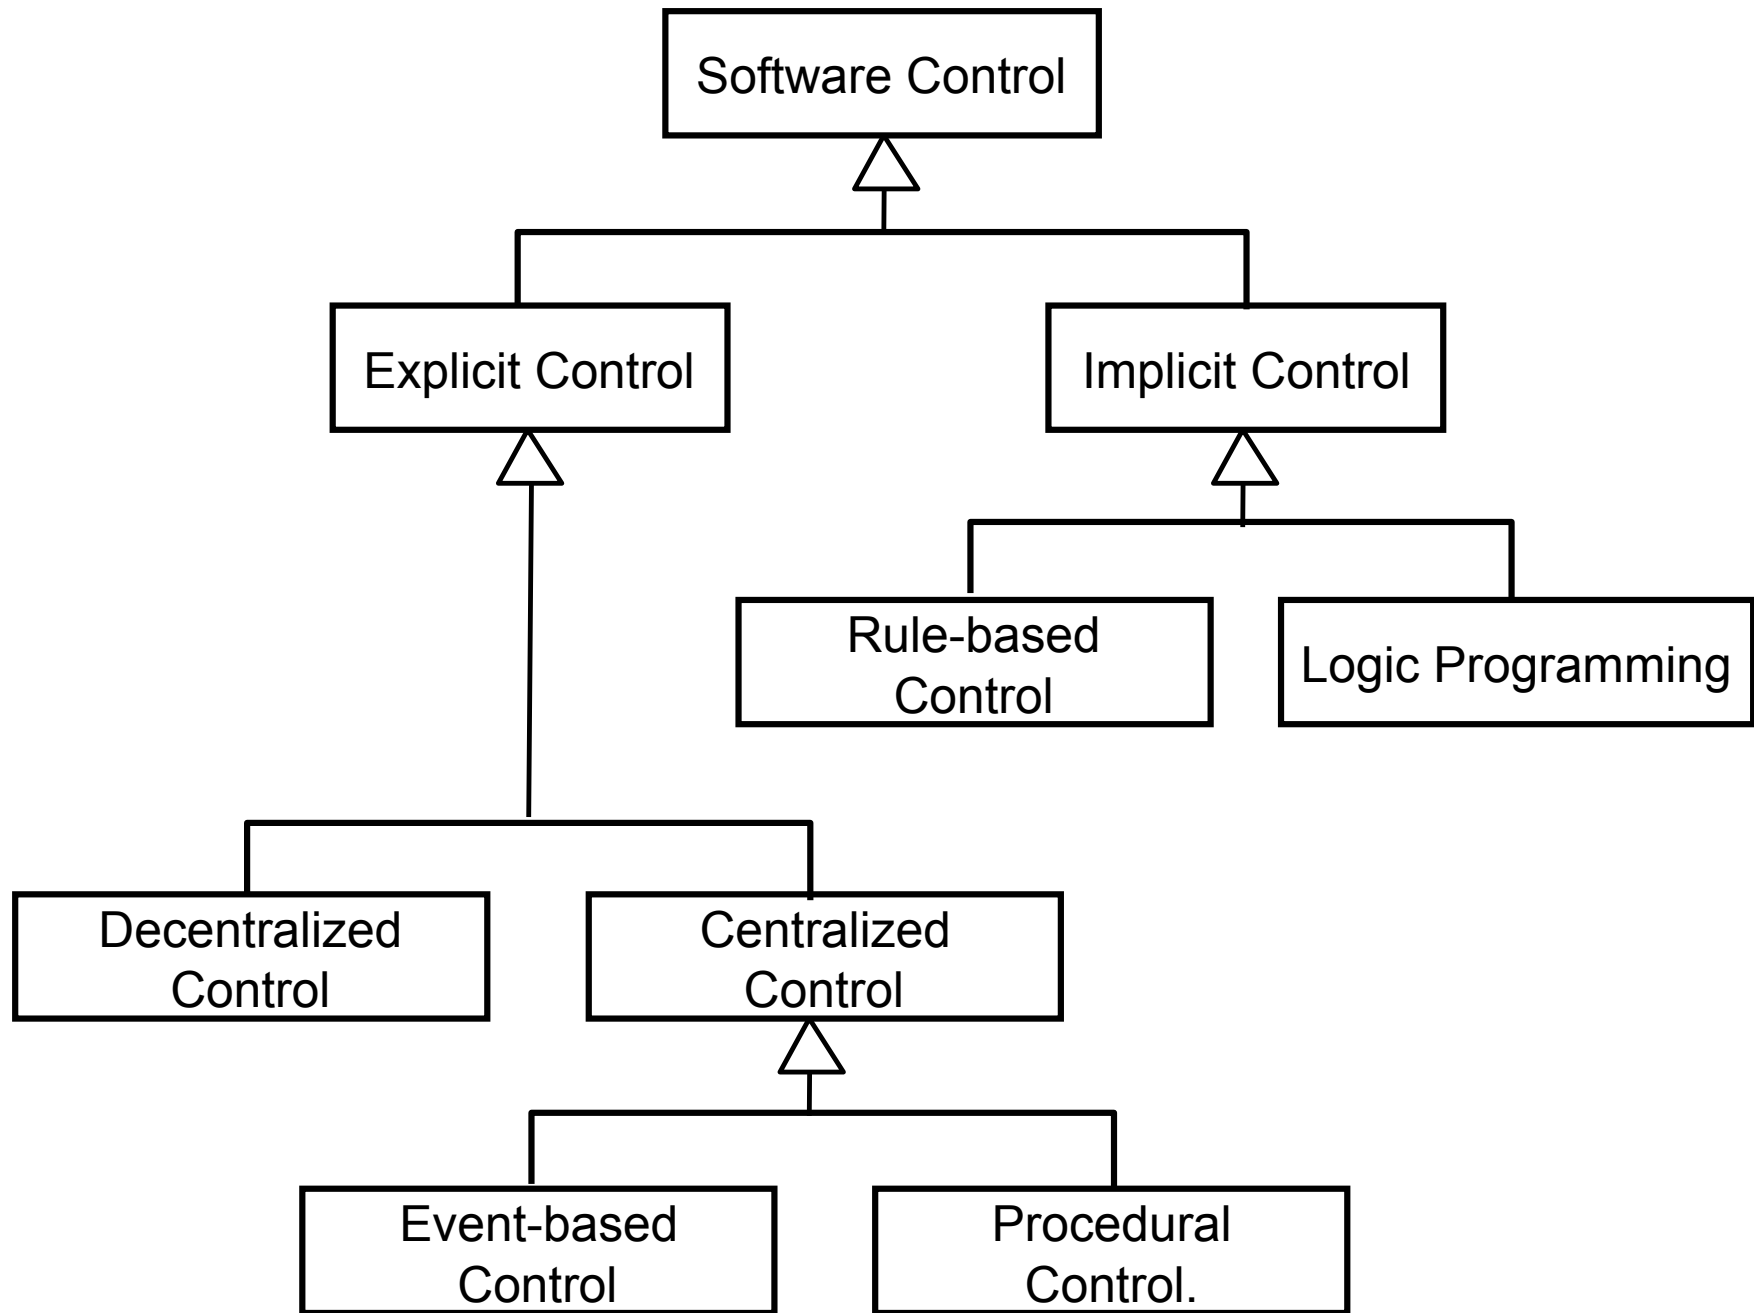 Software Control
Explicit Control
Implicit Control
Rule-based
Control
Logic Programming
Decentralized
Control
Centralized
Control
Event-based
Control
Procedural
Control.